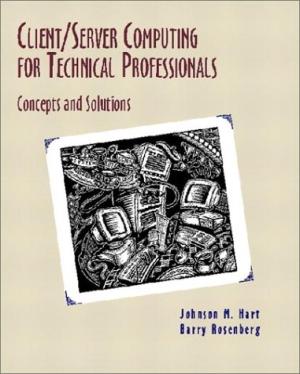 CLIENT/SERVER COMPUTING
FOR TECHNICAL PROFESSIONALS
Concepts and Solutions
Johnson M. Hart
Barry Rosenberg